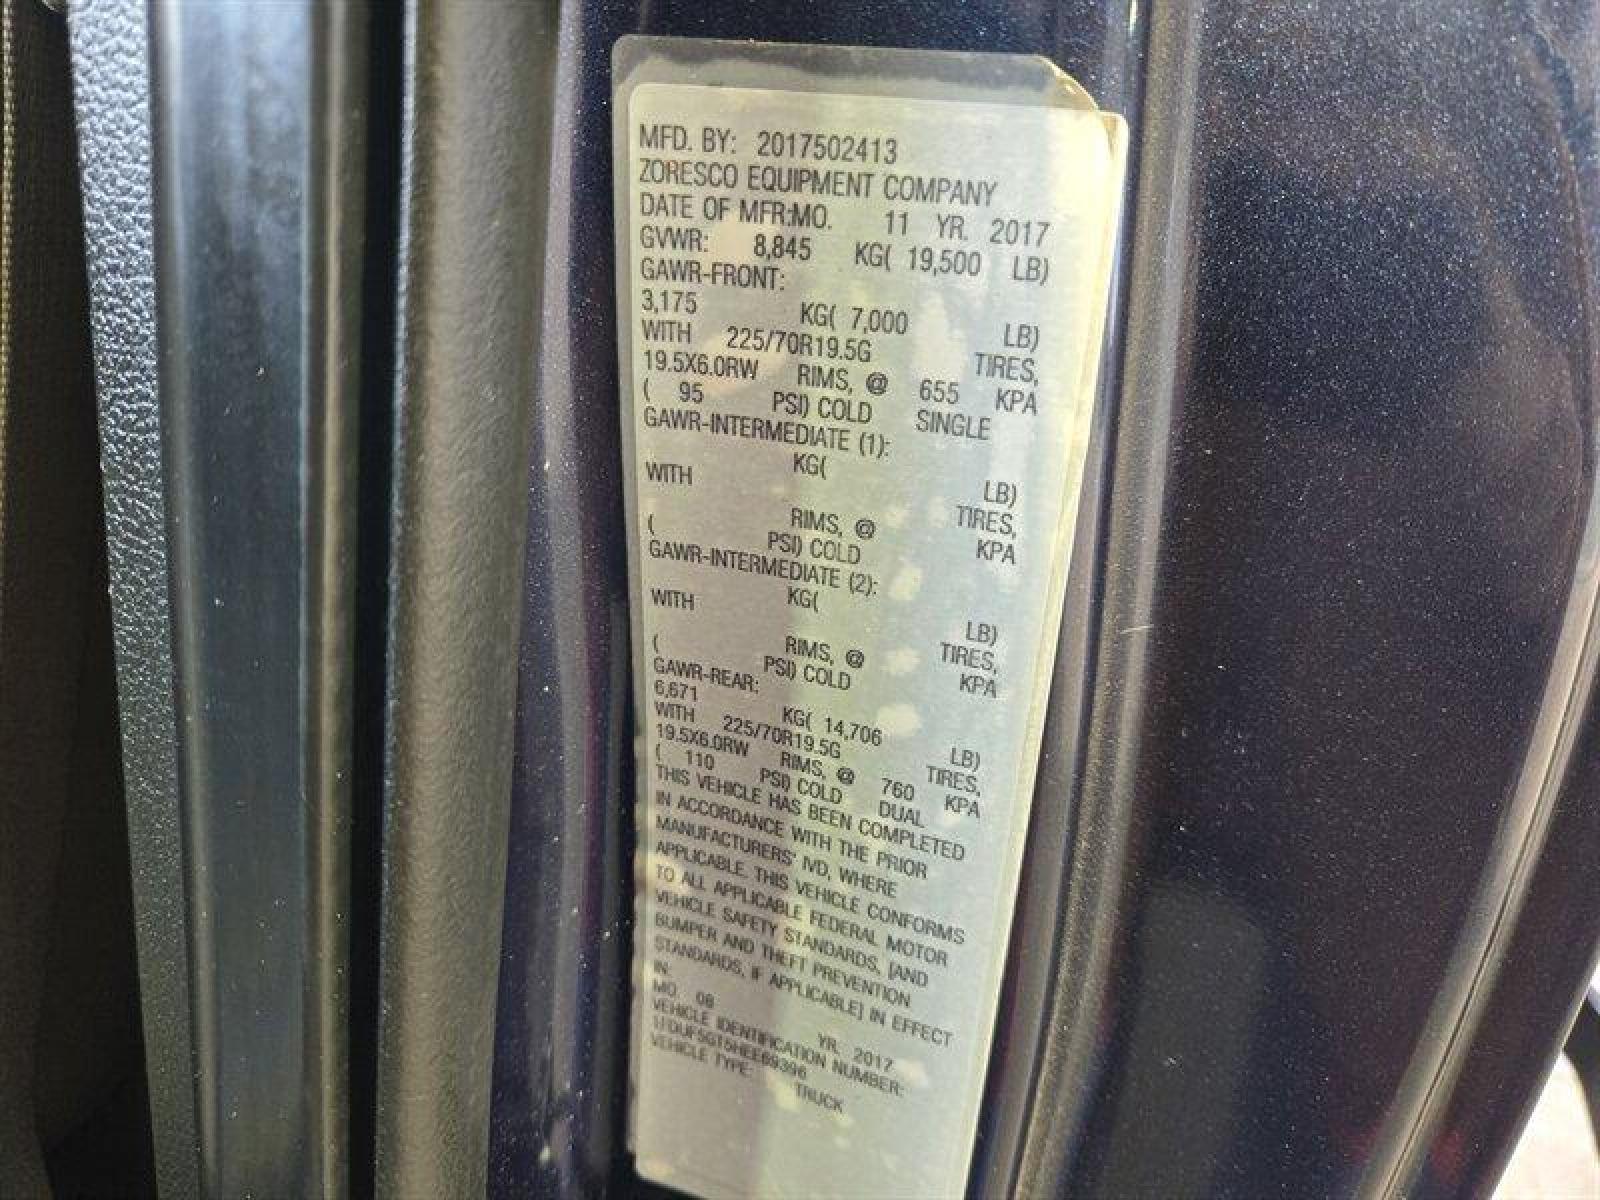 MFD. BY: 2017502413
ZORESCO EQUIPMENT COMPANY
DATE OF MFR:MO. 11 YR. 2017
GVWR: 8,845 KG( 19,500 LB)
GAWR-FRONT:
3,175 KG( 7,000 LB)
WITH 225/70R19.5G TIRES,
19.5X6.0RW RIMS, @ 655 KPA
( 95 PSI) COLD SINGLE
GAWR-INTERMEDIATE (1):
KG( LB)
WITH TIRES,
RIMS, @ KPA
( PSI) COLD
GAWR-INTERMEDIATE (2):
KG( LB)
WITH TIRES,
RIMS, @ KPA
( PSI) COLD
GAWR-REAR:
6,671 KG( 14,706 LB)
WITH 225/70R19.5G TIRES,
19.5X6.0RW RIMS, @ 760 KPA
( 110 PSI) COLD DUAL
THIS VEHICLE HAS BEEN COMPLETED
IN ACCORDANCE WITH THE PRIOR
MANUFACTURERS' IVD, WHERE
APPLICABLE. THIS VEHICLE CONFORMS
TO ALL APPLICABLE FEDERAL MOTOR
VEHICLE SAFETY STANDARDS, [AND
BUMPER AND THEFT PREVENTION
STANDARDS, IF APPLICABLE] IN EFFECT
IN:
MO. 08 YR. 2017
VEHICLE IDENTIFICATION NUMBER:
1FDUF5GT5HEE69396
VEHICLE TYPE: TRUCK